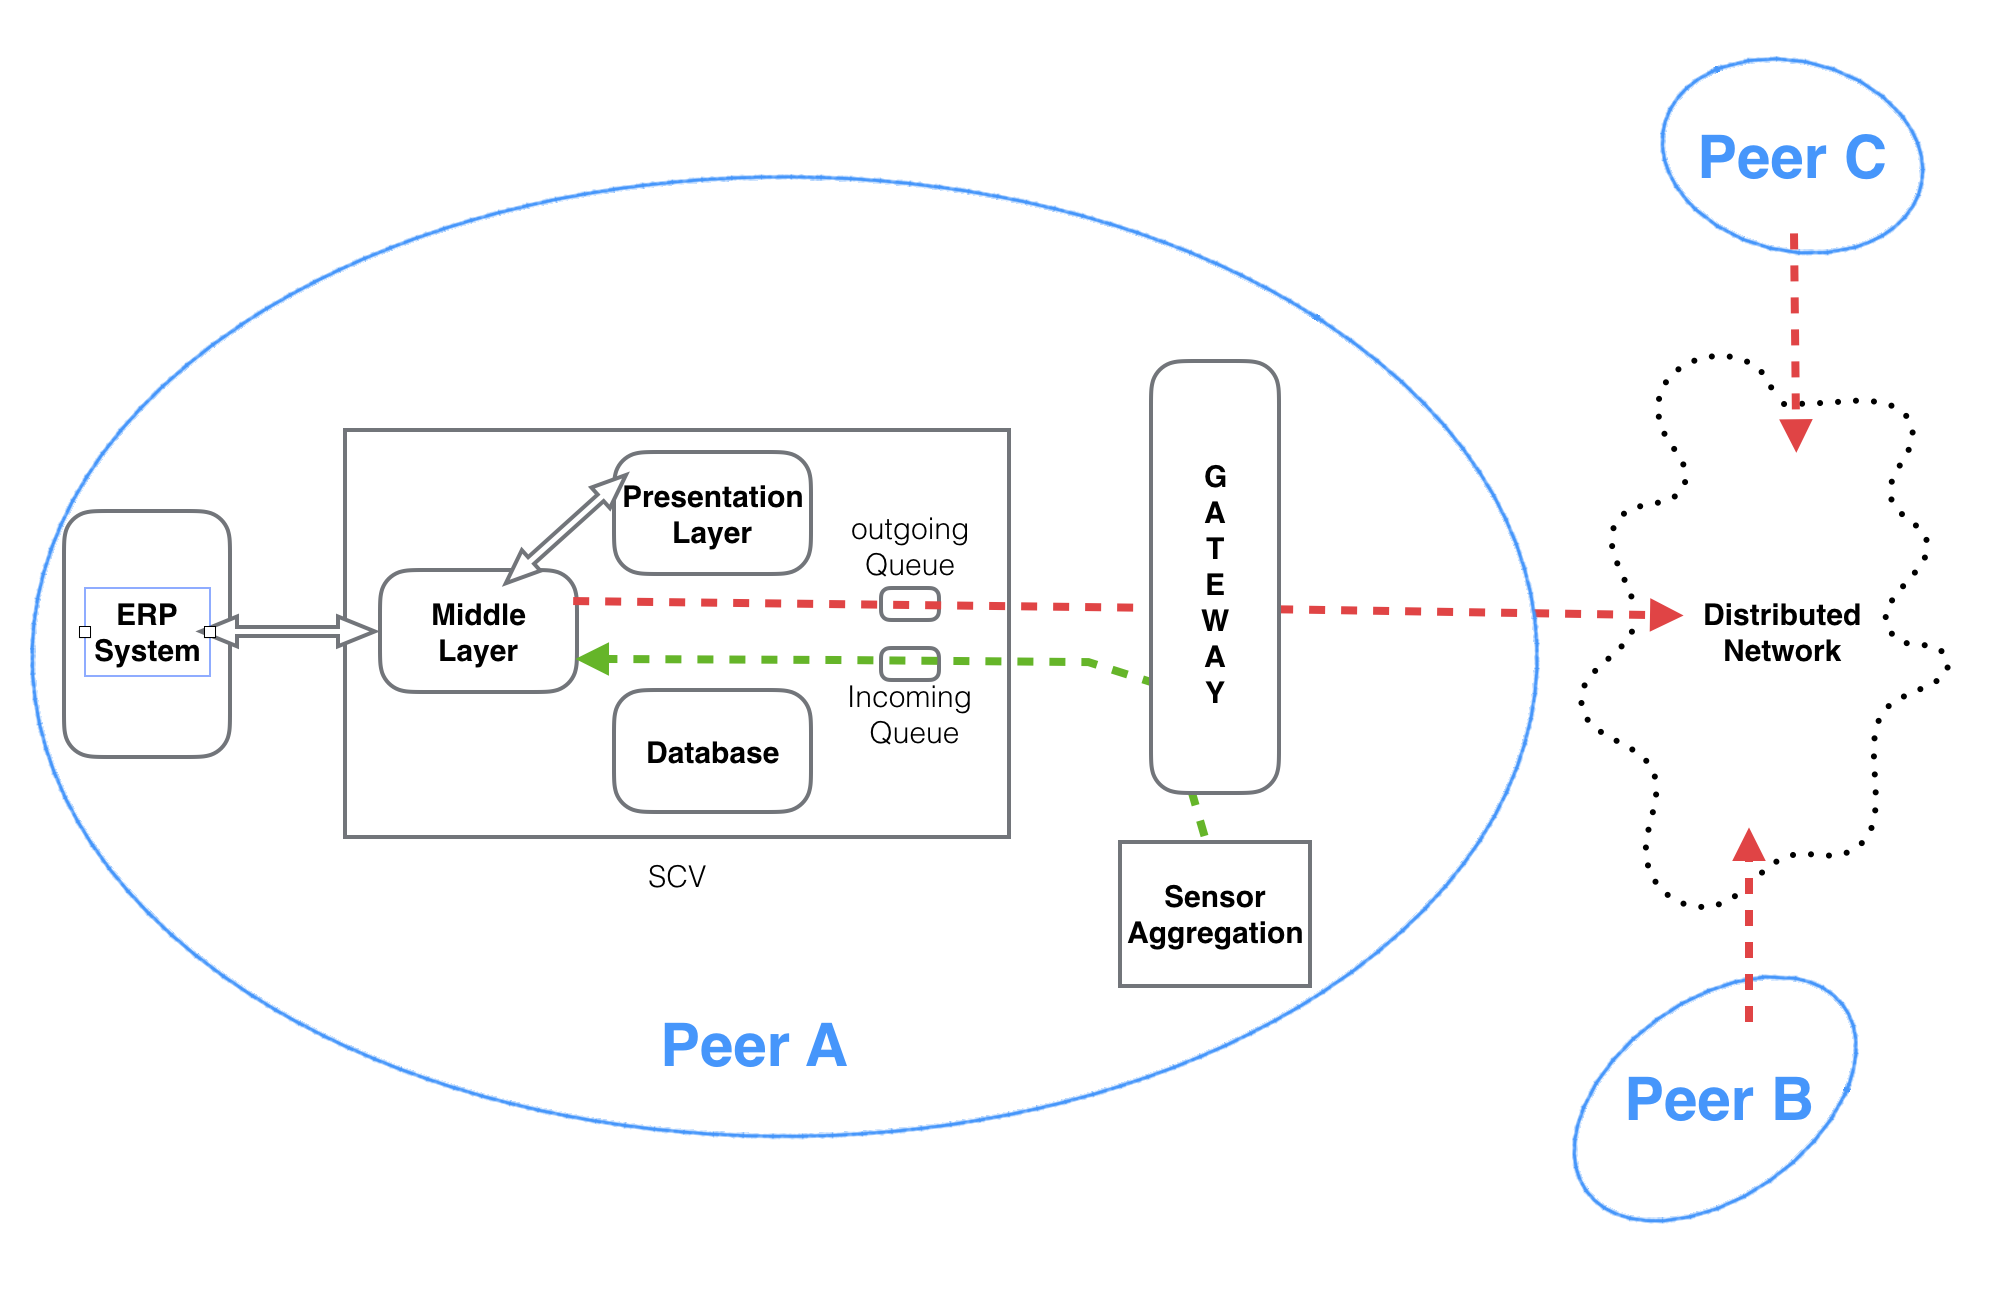 Peer C
Presentation
Layer
outgoing
Queue
G
A
T
E
W
A
Y
ERP
System
Middle
Layer
Distributed
Network
Incoming
Queue
Database
SCV
Sensor
Aggregation
Peer A
Peer B